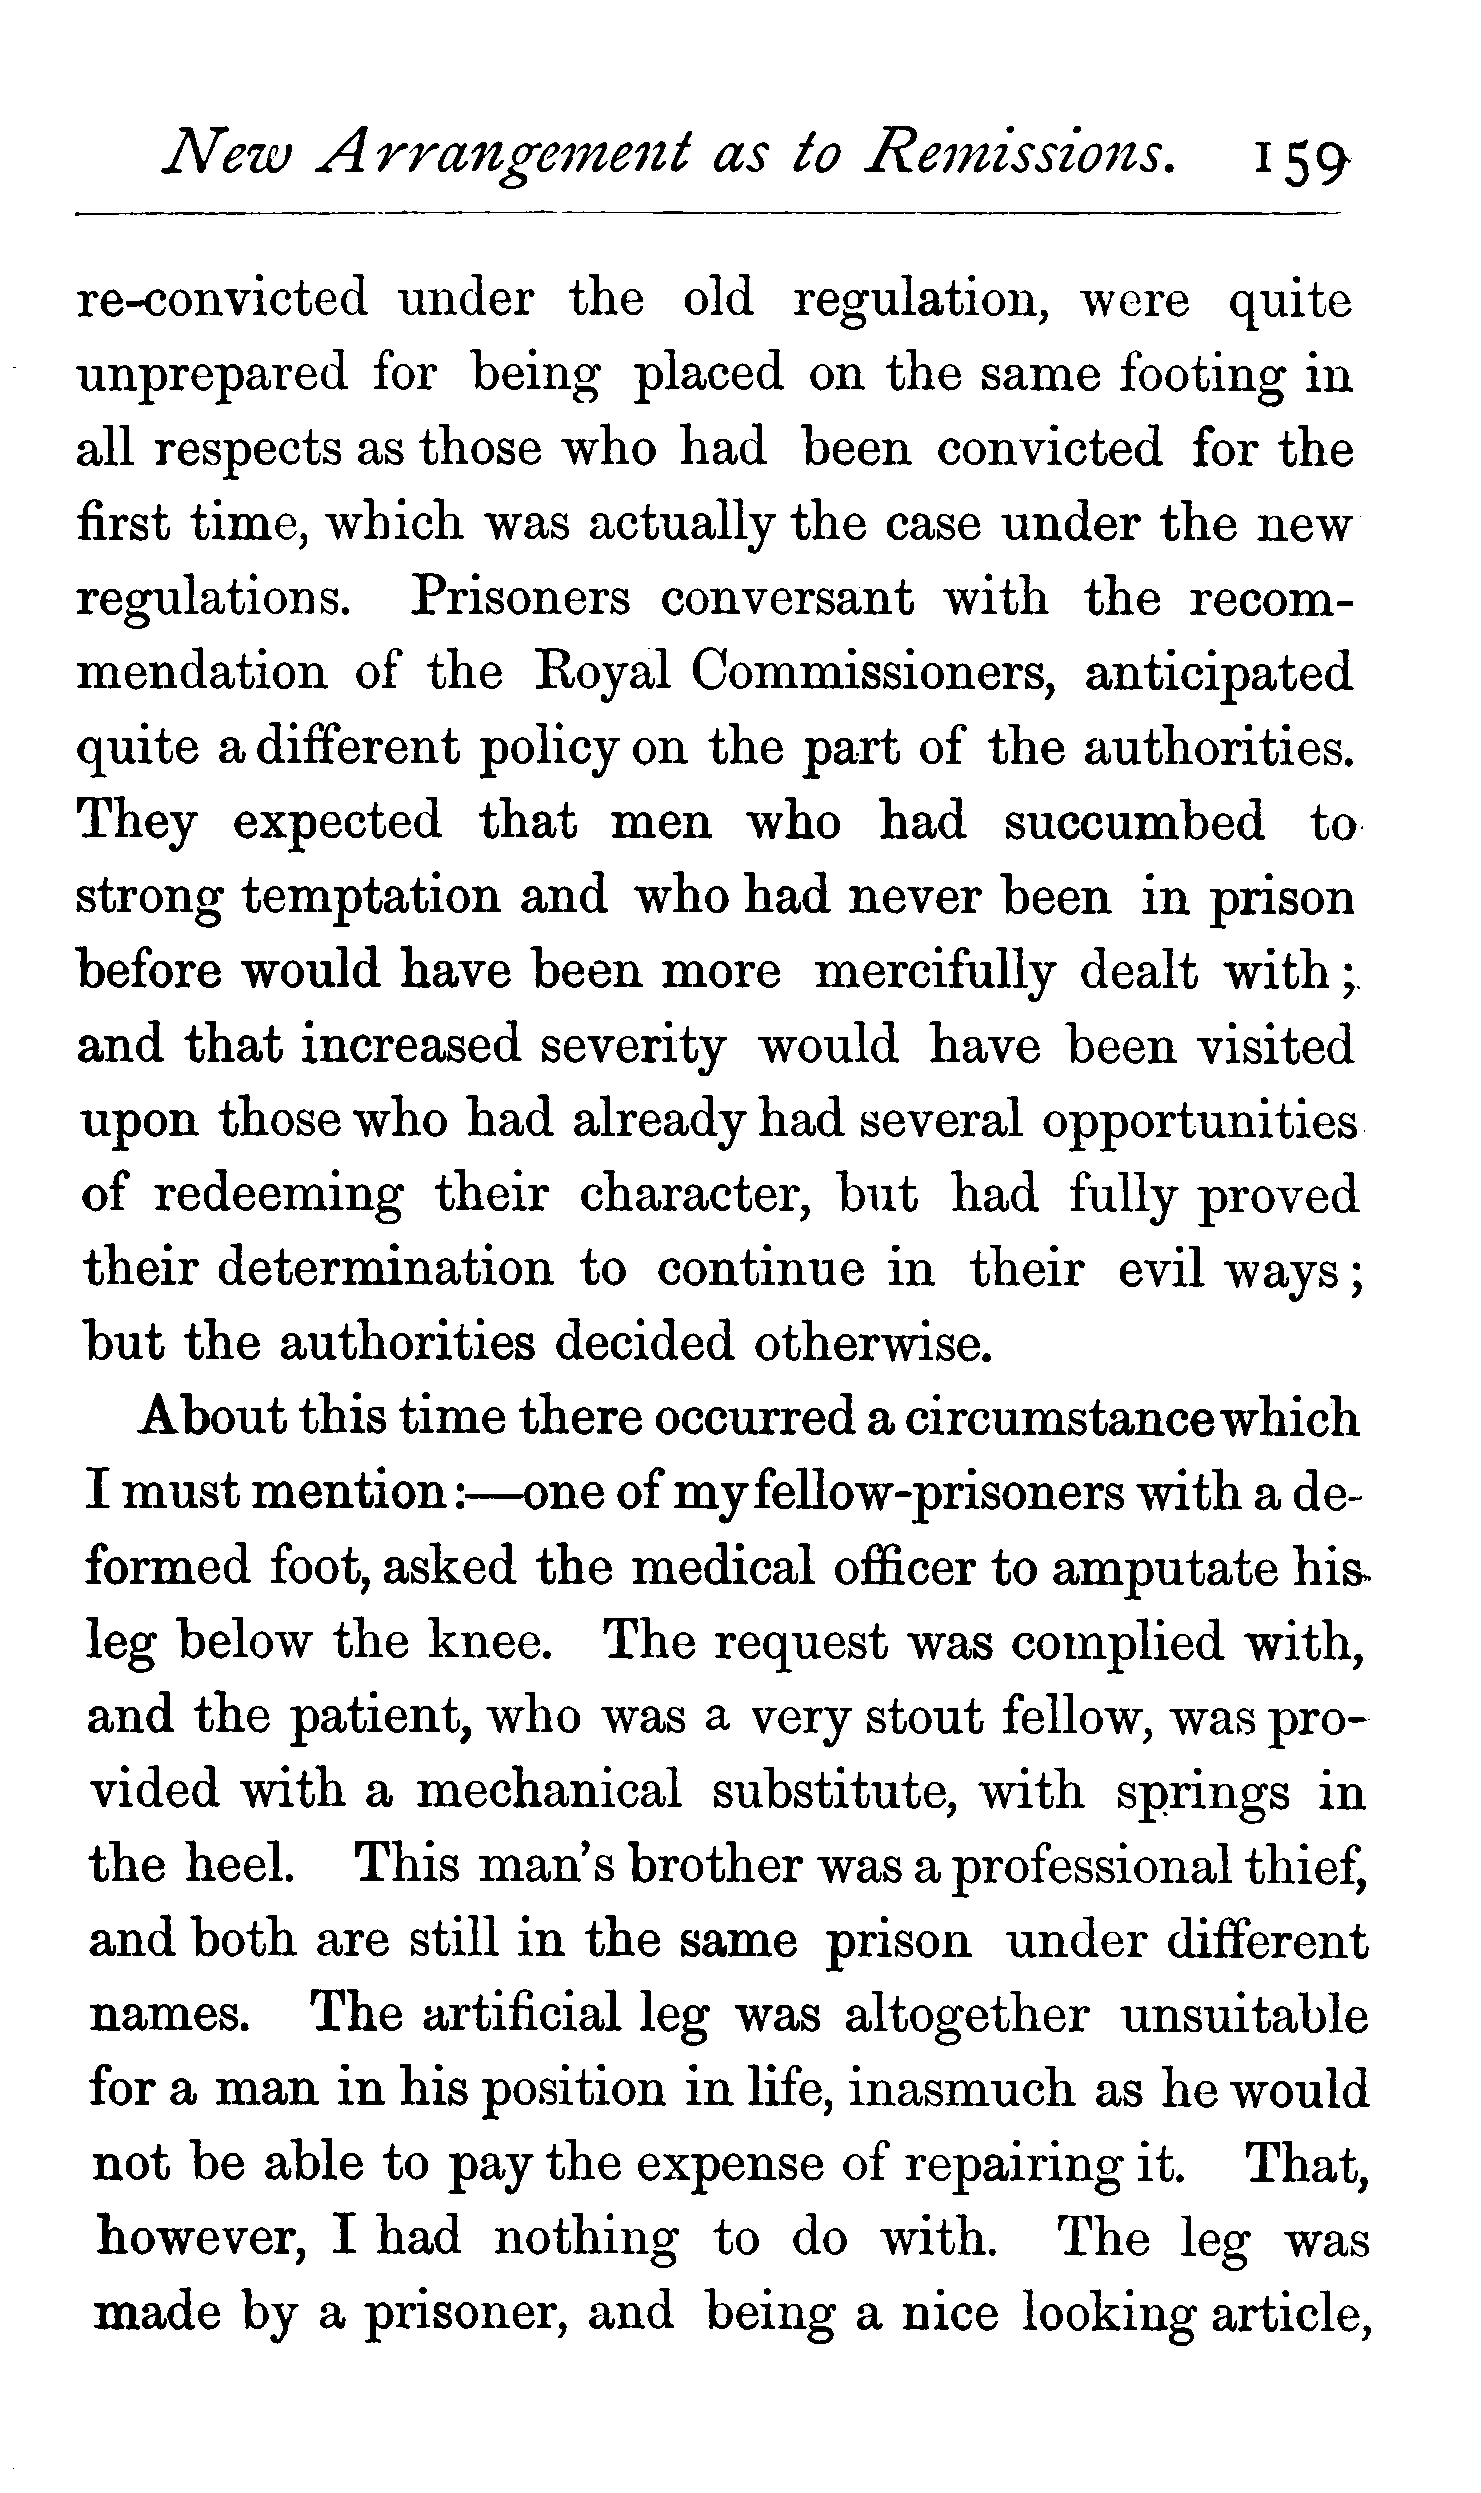 New Arrangement as to Remissions. 159
re-convicted under the old regulation, were quite
unprepared for being placed on the same footing in
all respects as those who had been convicted for the
first time, which was actually the case under the new
regulations. Prisoners conversant with the recom-
mendation of the Royal Commissioners, anticipated
quite a different policy on the part of the authorities.
They expected that men who had succumbed to
strong temptation and who had never been in prison
before would have been more mercifully dealt with;
and that increased severity would have been visited
upon those who had already had several opportunities
of redeeming their character, but had fully proved
their determination to continue in their evil ways;
but the authorities decided otherwise.
About this time there occurred a circumstance which
I must mention:—one of my fellow-prisoners with a de-
formed foot, asked the medical officer to amputate his
leg below the knee. The request was complied with,
and the patient, who was a very stout fellow, was pro-
vided with a mechanical substitute, with springs in
the heel. This man's brother was a professional thief,
and both are still in the same prison under different
names. The artificial leg was altogether unsuitable
for a man in his position in life, inasmuch as he would
not be able to pay the expense of repairing it. That,
however, I had nothing to do with. The leg was
made by a prisoner, and being a nice looking article,